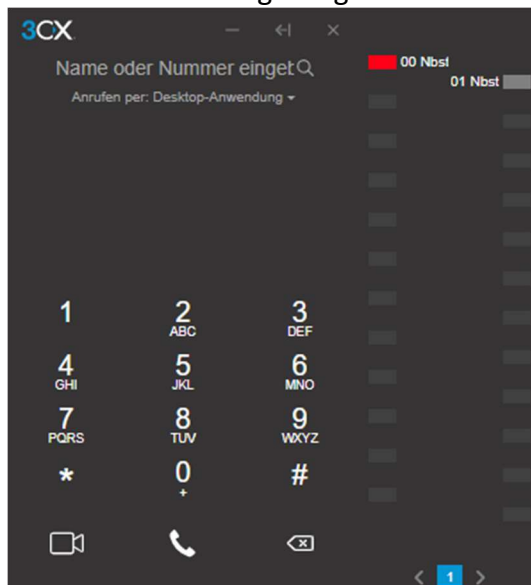 3CX
Name oder Nummer einget
Anrufen per: Desktop-Anwendung
00 Nbsl
01 Nbst
1
2
3
ABC
DEF
4
5
6
GHI
JKL
MNO
7
8
9
PQRS
TUV
WXYZ
*
0
#
+
1